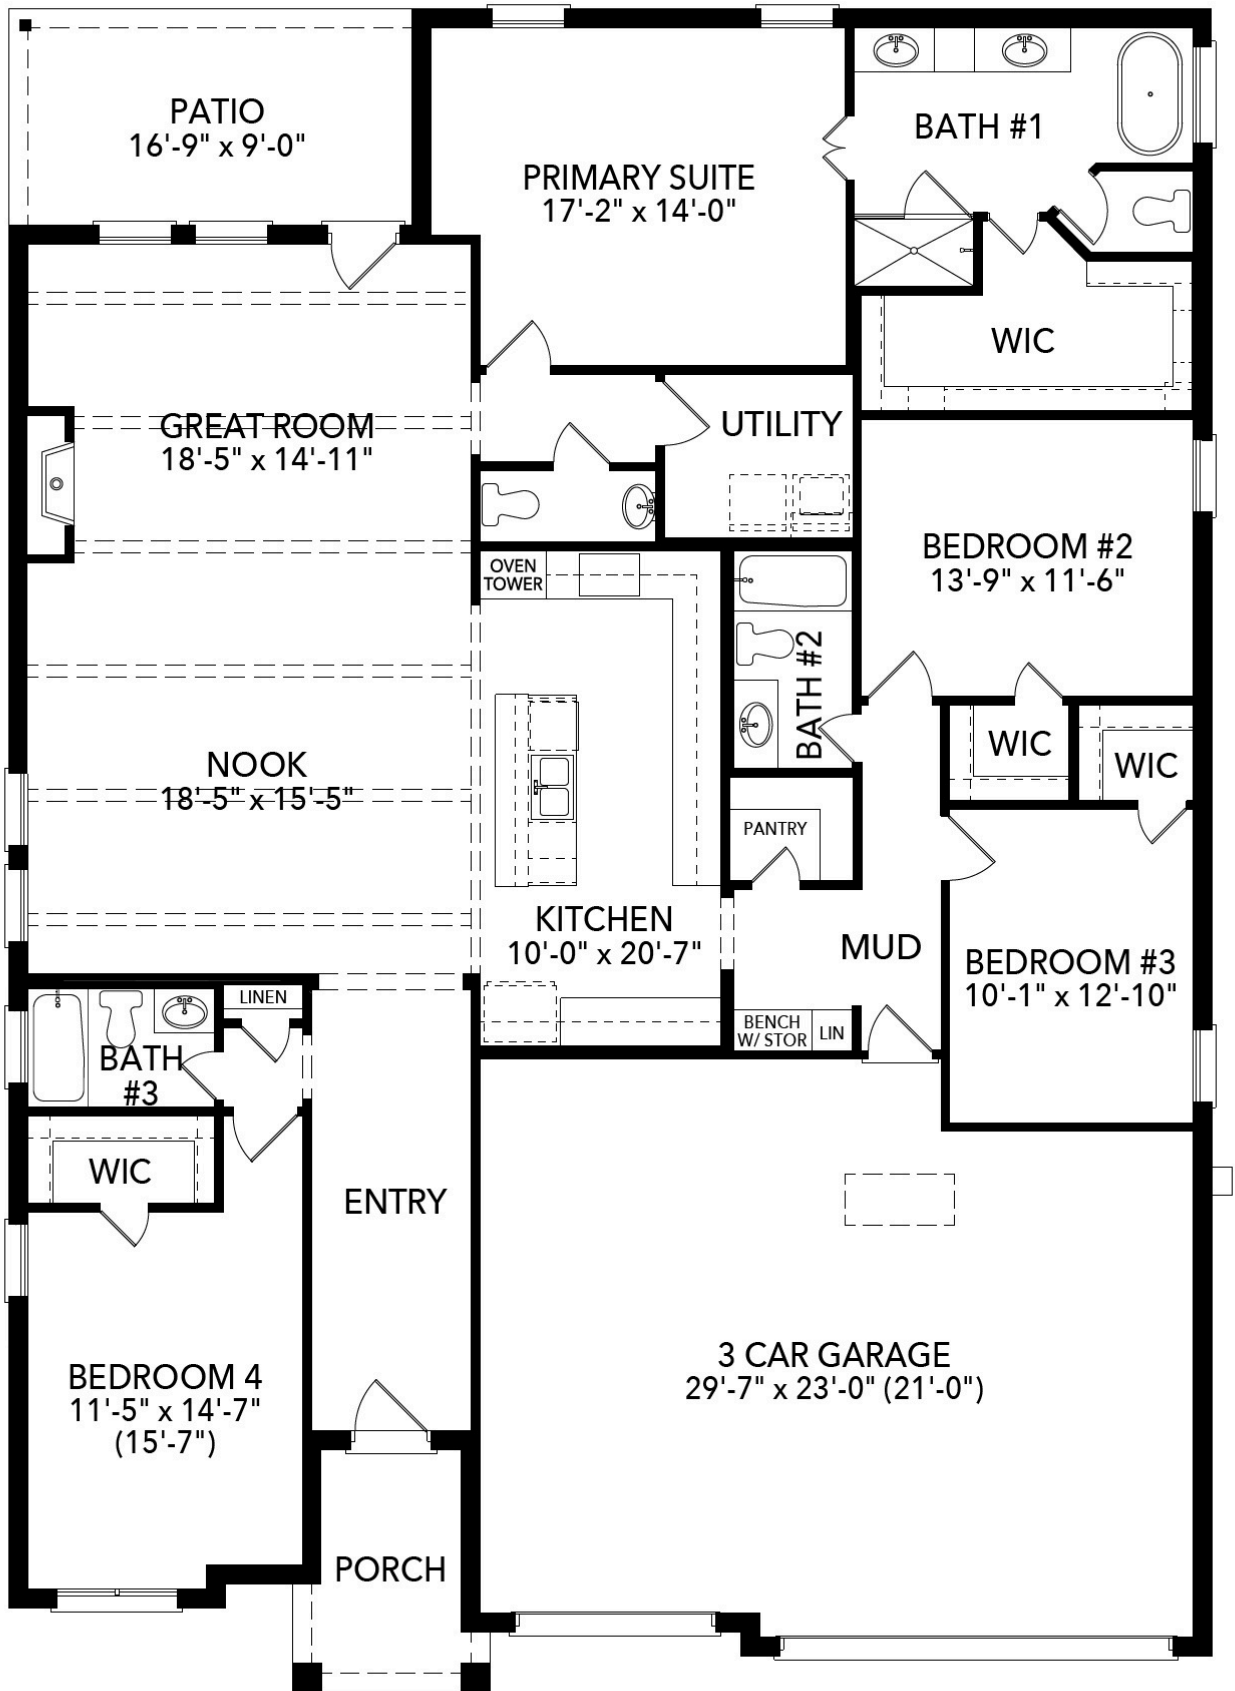 PATIO
16'-9" x 9'-0"
BATH #1
PRIMARY SUITE
17'-2" x 14'-0"
WIC
GREAT ROOM
18'-5" x 14'-11"
UTILITY
BEDROOM #2
13'-9" x 11'-6"
OVEN
TOWER
BATH #2
WIC
WIC
NOOK
18'-5" x 15'-5"
PANTRY
KITCHEN
10'-0" x 20'-7"
MUD
BEDROOM #3
10'-1" x 12'-10"
LINEN
BENCH
W/ STOR
LIN
BATH
#3
WIC
ENTRY
3 CAR GARAGE
29'-7" x 23'-0" (21'-0")
BEDROOM 4
11'-5" x 14'-7"
(15'-7")
PORCH